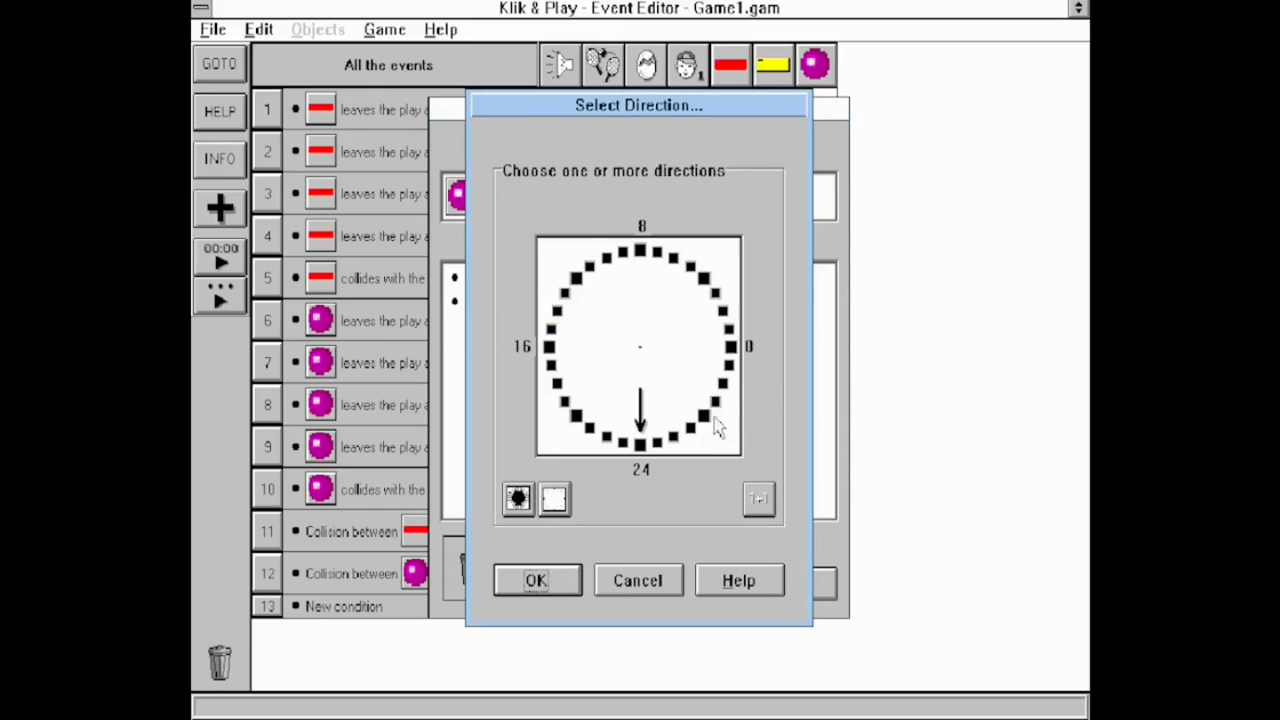 Klik & Play - Event Editor - Game1.gam
File Edit Objects Game Help
GOTO
All the events
1
HELP
INFO
00:00
1 • leaves the play
2 • leaves the play
3 • leaves the play
4 • leaves the play
5 • collides with the
6 • leaves the play
7 • leaves the play
8 • leaves the play
9 • leaves the play
10 • collides with the
11 • Collision between
12 • Collision between
13 • New condition
Select Direction...
Choose one or more directions
8
16
0
24
1+1
OK Cancel Help